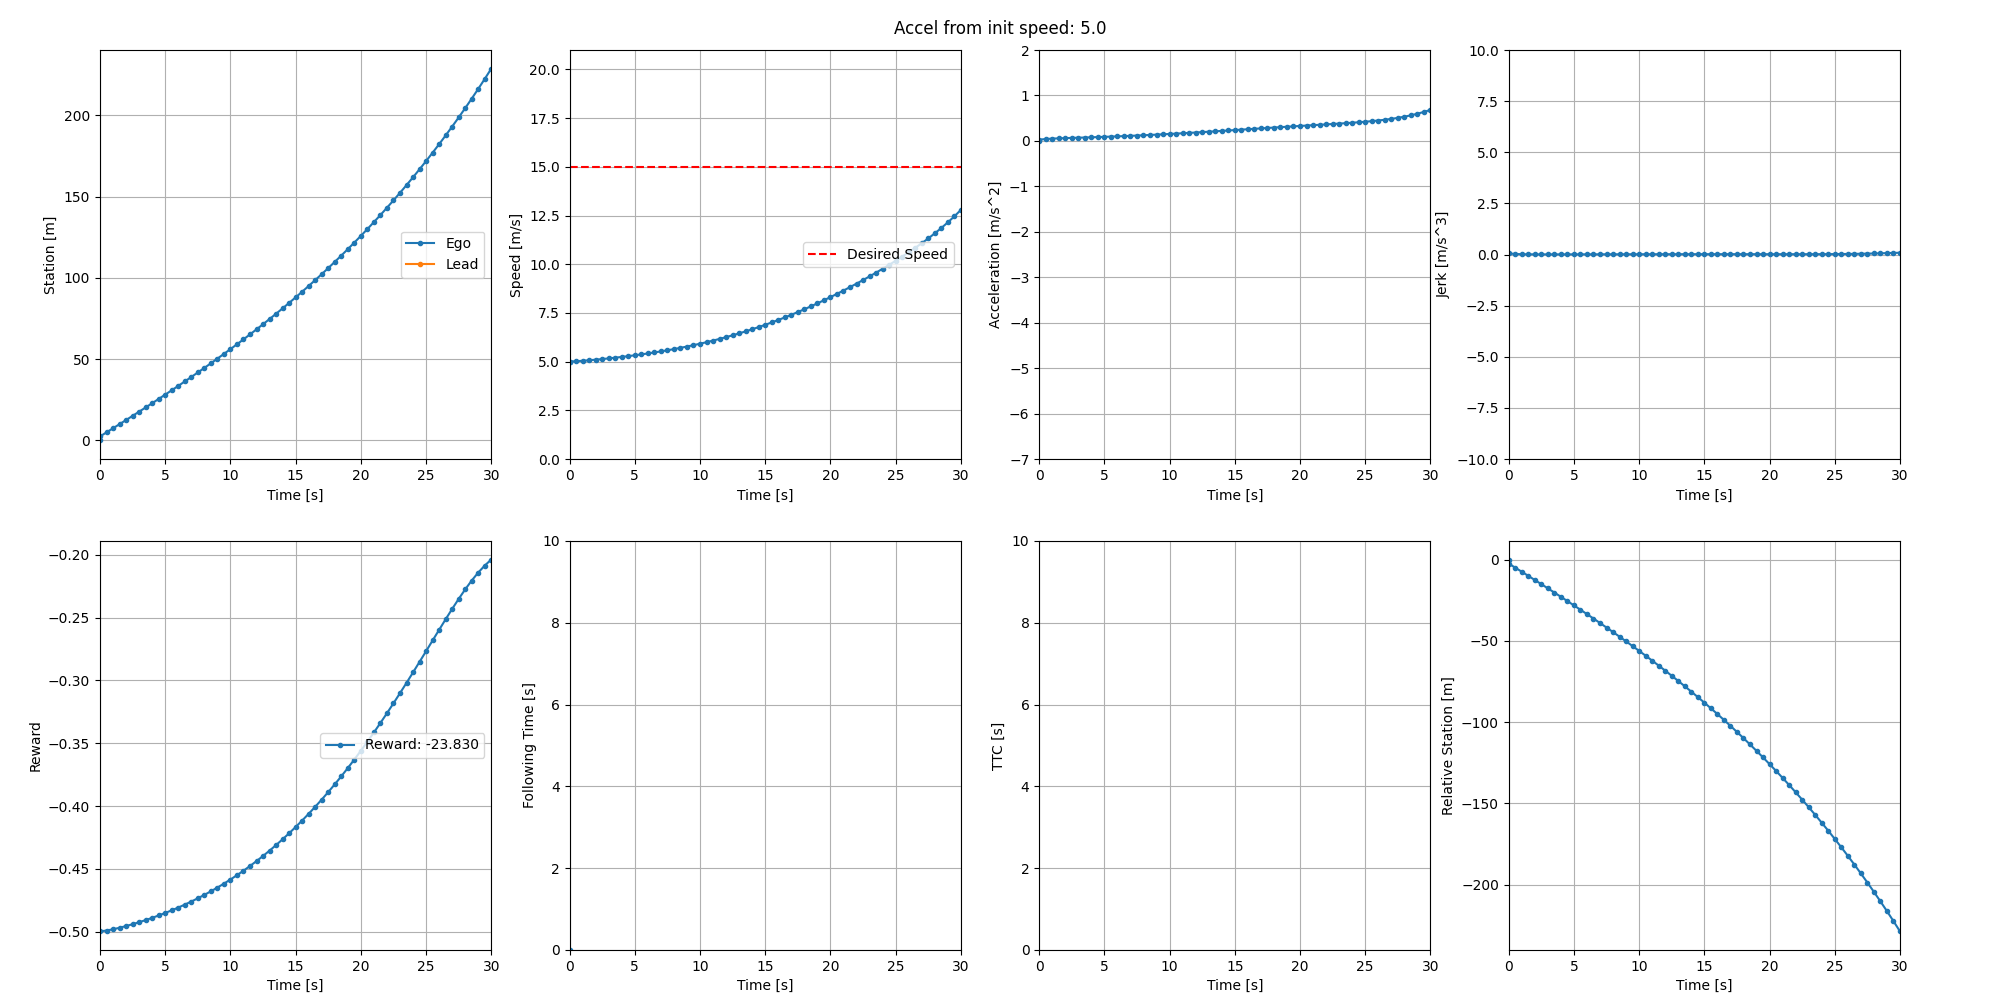 Accel from init speed: 5.0
Station [m]
200
150
100
50
0
0 5 10 15 20 25 30
Time [s]
Ego
Lead
Speed [m/s]
20.0
17.5
15.0
12.5
10.0
7.5
5.0
2.5
0.0
0 5 10 15 20 25 30
Time [s]
Desired Speed
Acceleration [m/s^2]
2
1
0
−1
−2
−3
−4
−5
−6
−7
0 5 10 15 20 25 30
Time [s]
Jerk [m/s^3]
10.0
7.5
5.0
2.5
0.0
−2.5
−5.0
−7.5
−10.0
0 5 10 15 20 25 30
Time [s]
Reward
−0.20
−0.25
−0.30
−0.35
−0.40
−0.45
−0.50
0 5 10 15 20 25 30
Time [s]
Reward: -23.830
Following Time [s]
10
8
6
4
2
0
0 5 10 15 20 25 30
Time [s]
TTC [s]
10
8
6
4
2
0
0 5 10 15 20 25 30
Time [s]
Relative Station [m]
0
−50
−100
−150
−200
0 5 10 15 20 25 30
Time [s]